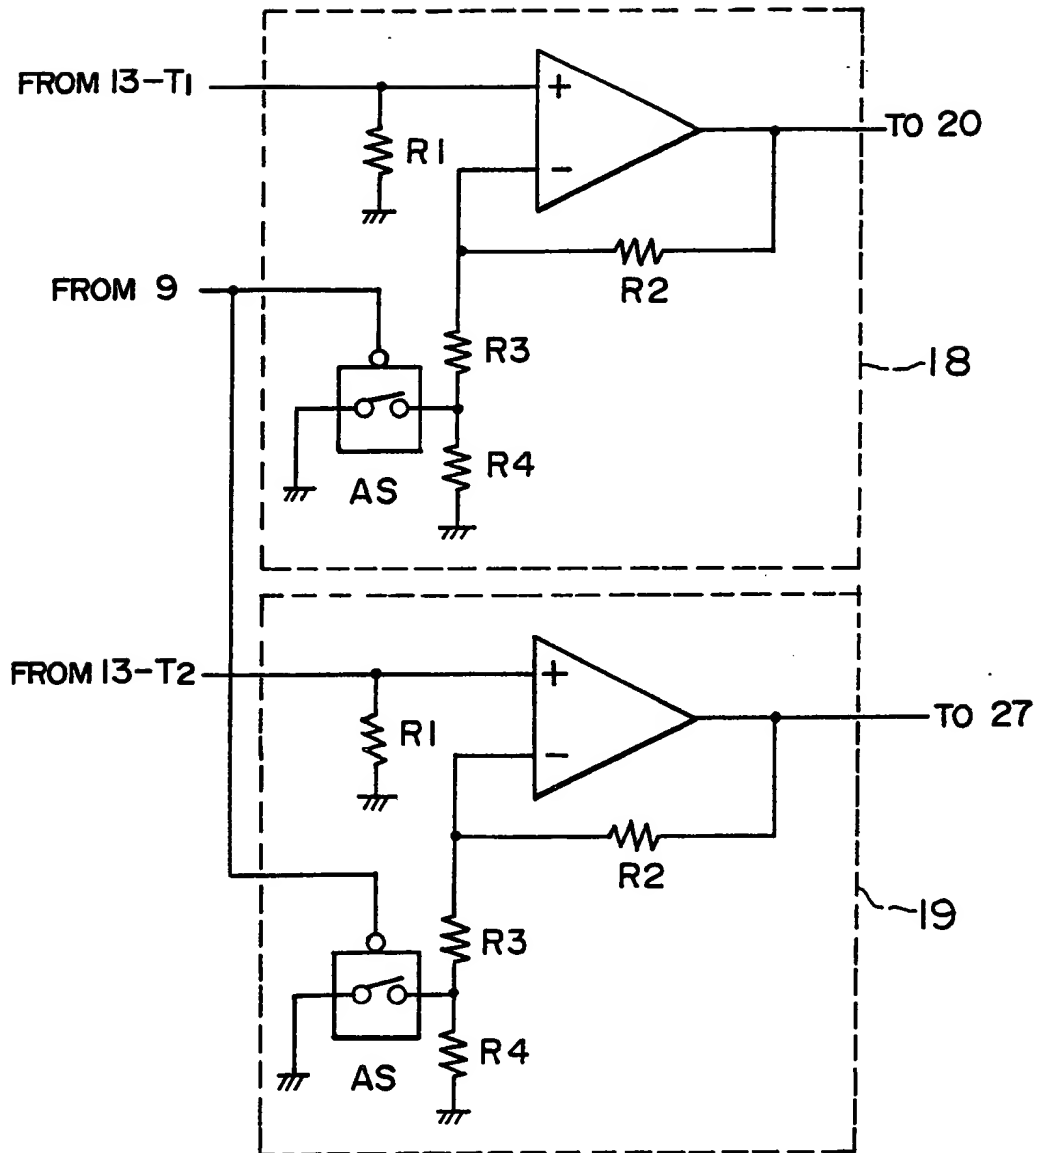 FROM 13-T1
+
R1
-
TO 20
R2
FROM 9
R3
18
R4
AS
FROM 13-T2
+
R1
-
TO 27
R2
19
R3
R4
AS